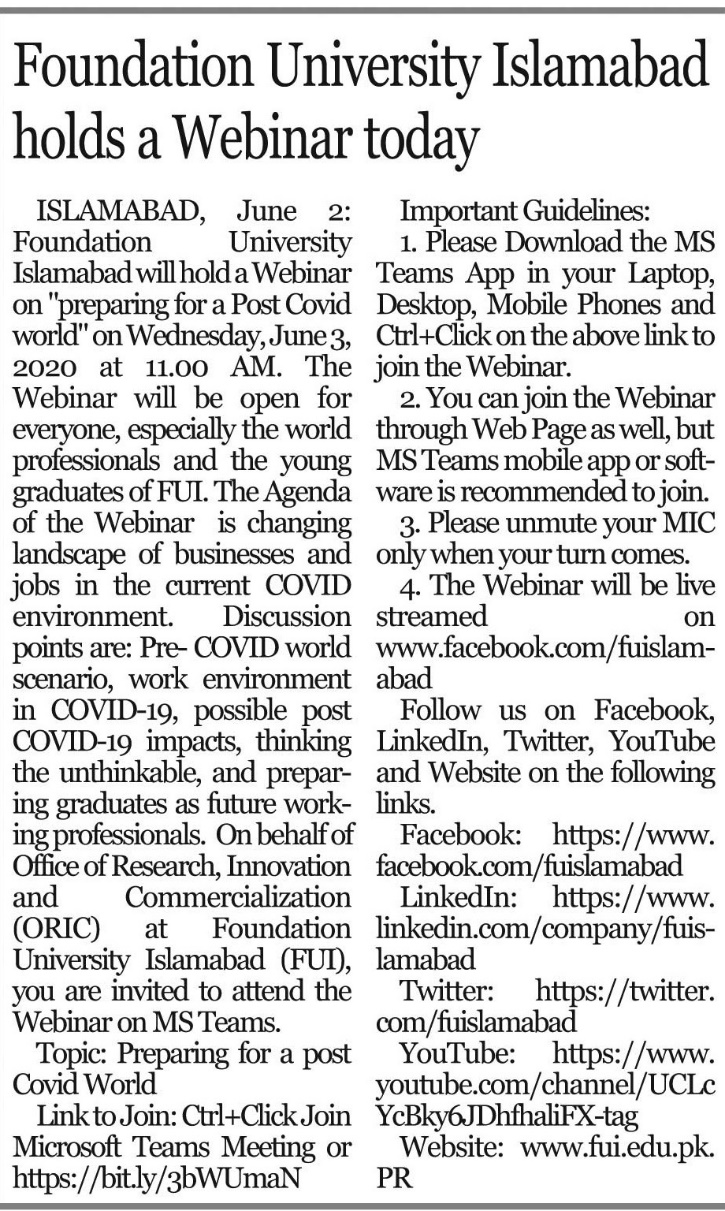 Foundation University Islamabad
holds a Webinar today
ISLAMABAD, June 2:
Foundation University
Islamabad will hold a Webinar
on "preparing for a Post Covid
world" on Wednesday, June 3,
2020 at 11.00 AM. The
Webinar will be open for
everyone, especially the world
professionals and the young
graduates of FUI. The Agenda
of the Webinar is changing
landscape of businesses and
jobs in the current COVID
environment. Discussion
points are: Pre- COVID world
scenario, work environment
in COVID-19, possible post
COVID-19 impacts, thinking
the unthinkable, and prepar-
ing graduates as future work-
ing professionals. On behalf of
Office of Research, Innovation
and Commercialization
(ORIC) at Foundation
University Islamabad (FUI),
you are invited to attend the
Webinar on MS Teams.
Topic: Preparing for a post
Covid World
Link to Join: Ctrl+Click Join
Microsoft Teams Meeting or
https://bit.ly/3bWUmaN
Important Guidelines:
1. Please Download the MS
Teams App in your Laptop,
Desktop, Mobile Phones and
Ctrl+Click on the above link to
join the Webinar.
2. You can join the Webinar
through Web Page as well, but
MS Teams mobile app or soft-
ware is recommended to join.
3. Please unmute your MIC
only when your turn comes.
4. The Webinar will be live
streamed on
www.facebook.com/fuislam-
abad
Follow us on Facebook,
LinkedIn, Twitter, YouTube
and Website on the following
links.
Facebook: https://www.
facebook.com/fuislamabad
LinkedIn: https://www.
linkedin.com/company/fuis-
lamabad
Twitter: https://twitter.
com/fuislamabad
YouTube: https://www.
youtube.com/channel/UCLc
YcBky6JDhfhaliFX-tag
Website: www.fui.edu.pk.
PR